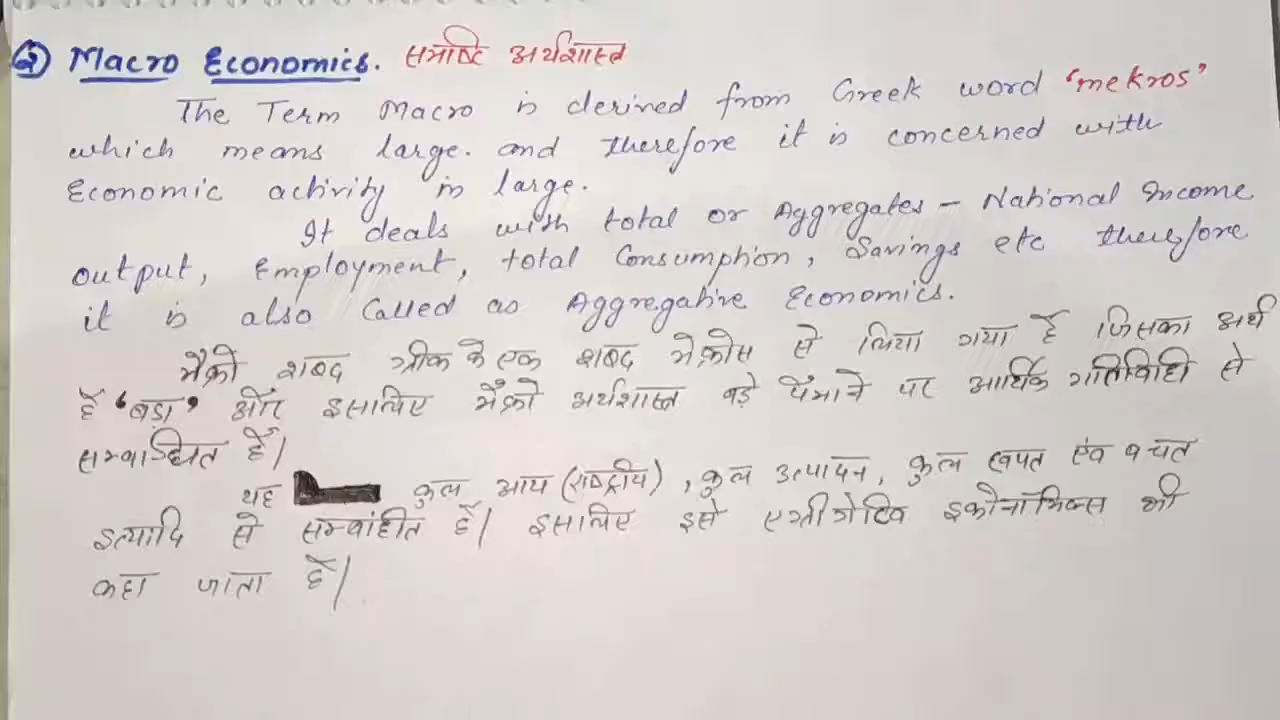 ② Macro Economics. समष्टि अर्थशास्त्र
The Term Macro is derived from Greek word 'mekros'
which means large. and therefore it is concerned with
Economic activity in large.
It deals with total or Aggregates - National Income
output, Employment, total Consumption, Savings etc therefore
it is also Called as Aggregative Economics.
मैक्रो शबद ग्रीक के एक शबद मेक्रोस से लिया गया है जिसका अर्थ
है 'बड़ा' और इसलिए मैक्रो अर्थशास्त्र बड़े पैमाने पर आर्थिक गतिविधी से
सम्बन्धित है।
यह कुल आय (राष्ट्रीय), कुल उत्पादन, कुल खपत एंव बचत
इत्यादि से सम्बंधीत है। इसलिए इसे एग्रीगेटिव इकोनॉमिक्स भी
कहा जाता है।